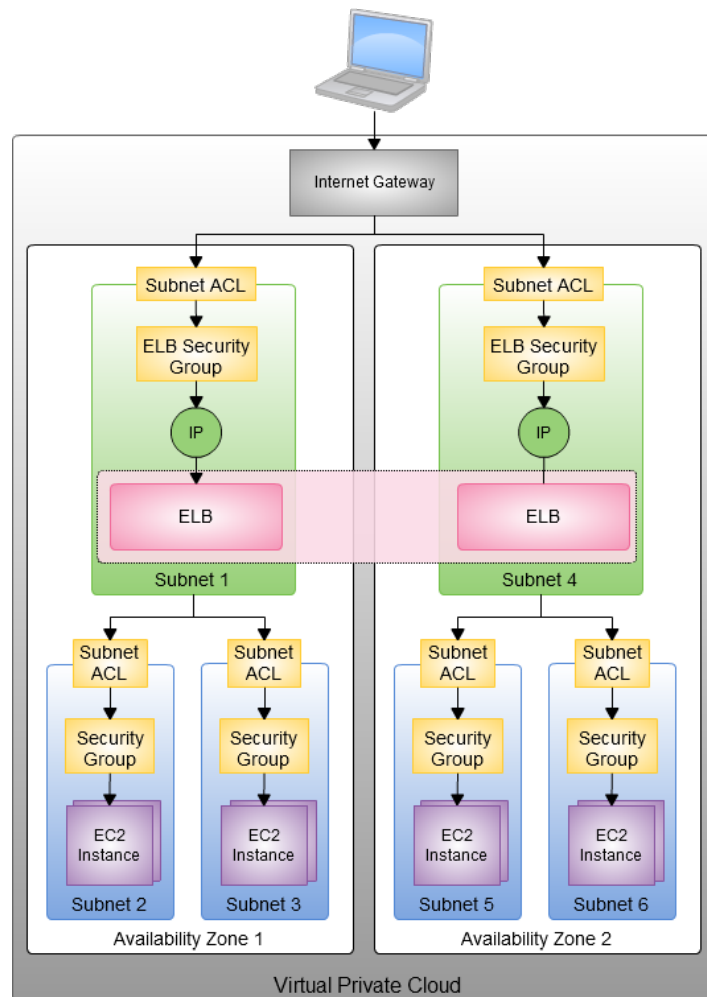 Internet Gateway
Subnet ACL
Subnet ACL
ELB Security
Group
ELB Security
Group
IP
IP
ELB
ELB
Subnet 1
Subnet 4
Subnet
ACL
Subnet
ACL
Subnet
ACL
Subnet
ACL
Security
Group
Security
Group
Security
Group
Security
Group
EC2
Instance
EC2
Instance
EC2
Instance
EC2
Instance
Subnet 2
Subnet 3
Subnet 5
Subnet 6
Availability Zone 1
Availability Zone 2
Virtual Private Cloud